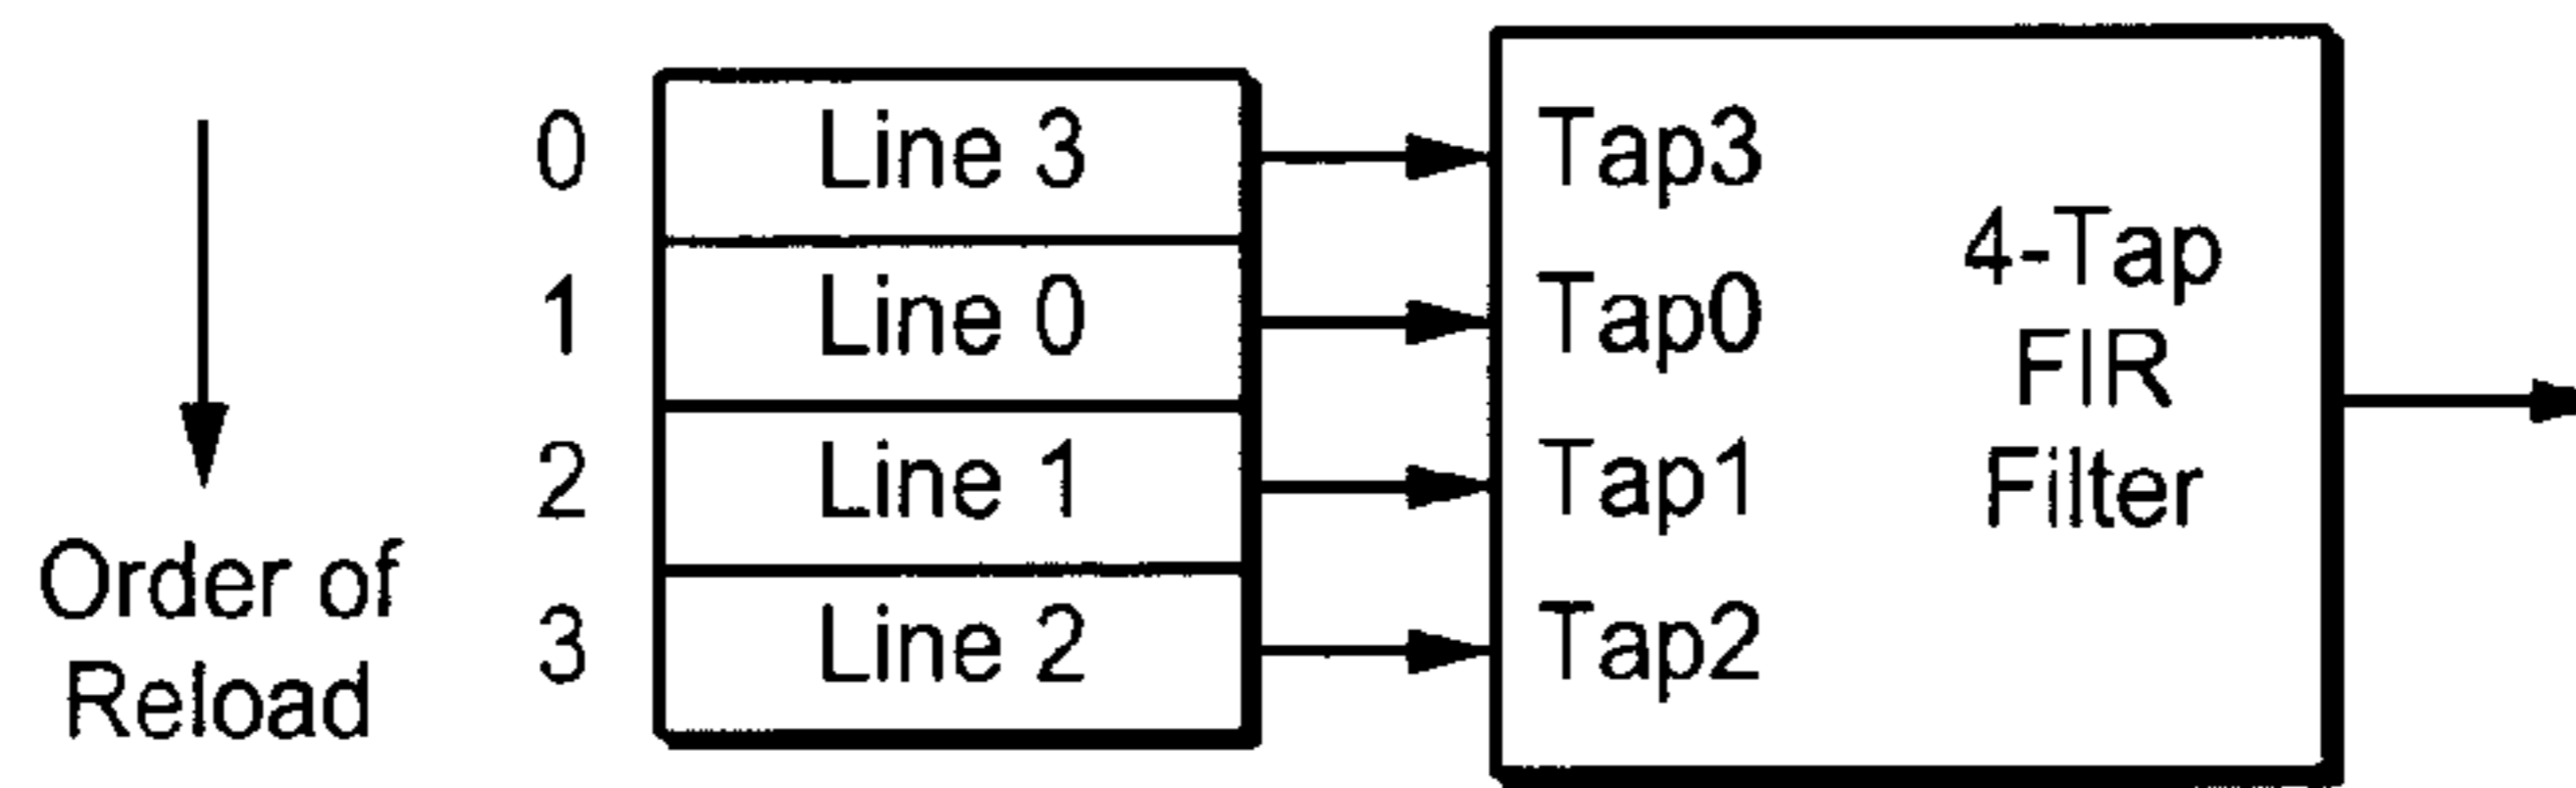 0 Line 3 Tap3
1 Line 0 Tap0
2 Line 1 Tap1
3 Line 2 Tap2
4-Tap
FIR
Filter
Order of
Reload